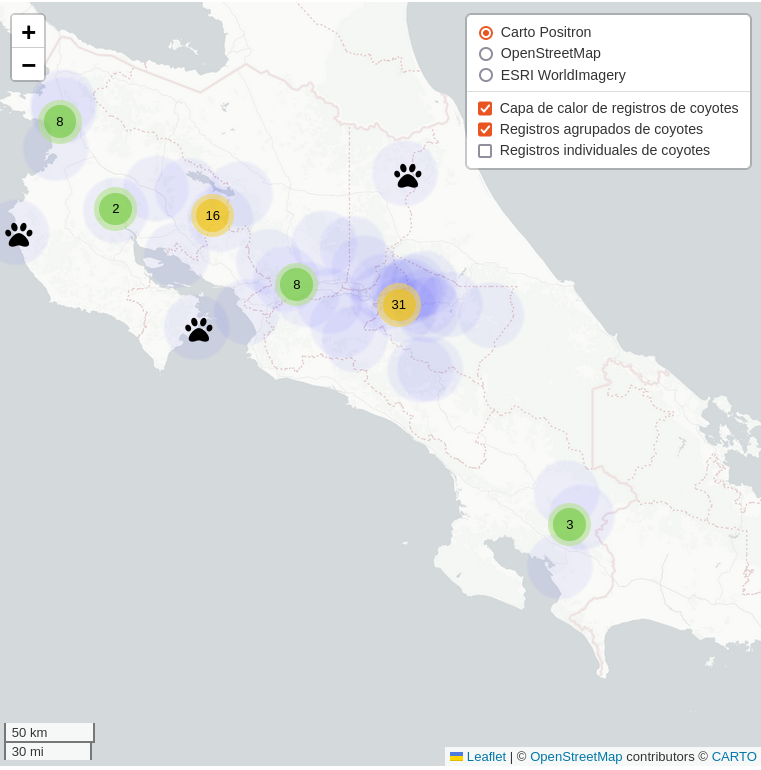 +
−
Carto Positron
OpenStreetMap
ESRI WorldImagery
Capa de calor de registros de coyotes
Registros agrupados de coyotes
Registros individuales de coyotes
8
2
16
8
31
3
50 km
30 mi
Leaflet | © OpenStreetMap contributors © CARTO